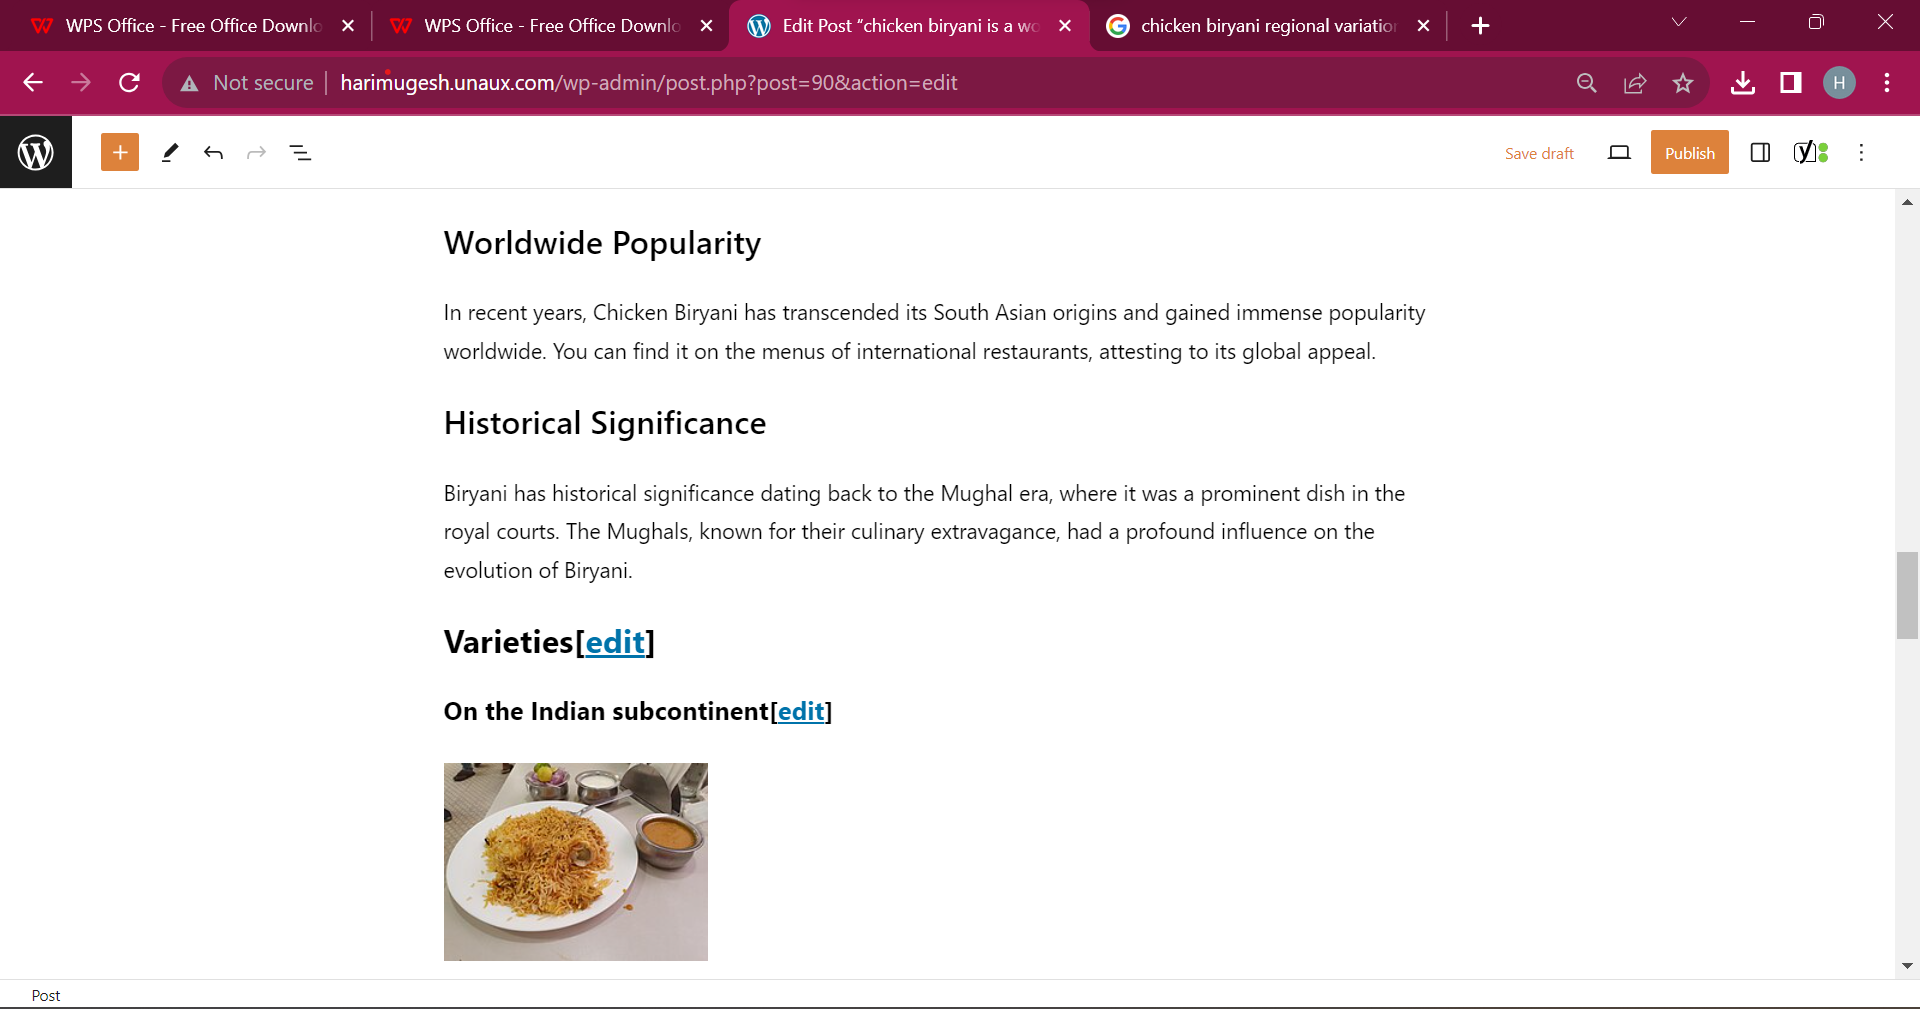 WPS Office - Free Office Downlo
WPS Office - Free Office Downlo
Edit Post “chicken biryani is a wo
chicken biryani regional variation
Not secure
harimugesh.unaux.com/wp-admin/post.php?post=90&action=edit
H
Save draft
Publish
Worldwide Popularity
In recent years, Chicken Biryani has transcended its South Asian origins and gained immense popularity
worldwide. You can find it on the menus of international restaurants, attesting to its global appeal.
Historical Significance
Biryani has historical significance dating back to the Mughal era, where it was a prominent dish in the
royal courts. The Mughals, known for their culinary extravagance, had a profound influence on the
evolution of Biryani.
Varieties[edit]
On the Indian subcontinent[edit]
Post